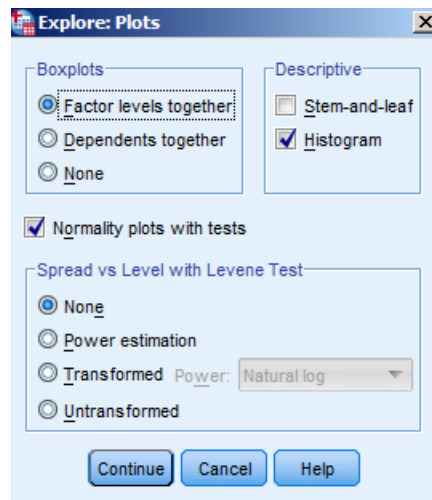 Explore: Plots
Boxplots
Factor levels together
Dependents together
None
Descriptive
Stem-and-leaf
Histogram
Normality plots with tests
Spread vs Level with Levene Test
None
Power estimation
Transformed Power: Natural log
Untransformed
Continue Cancel Help